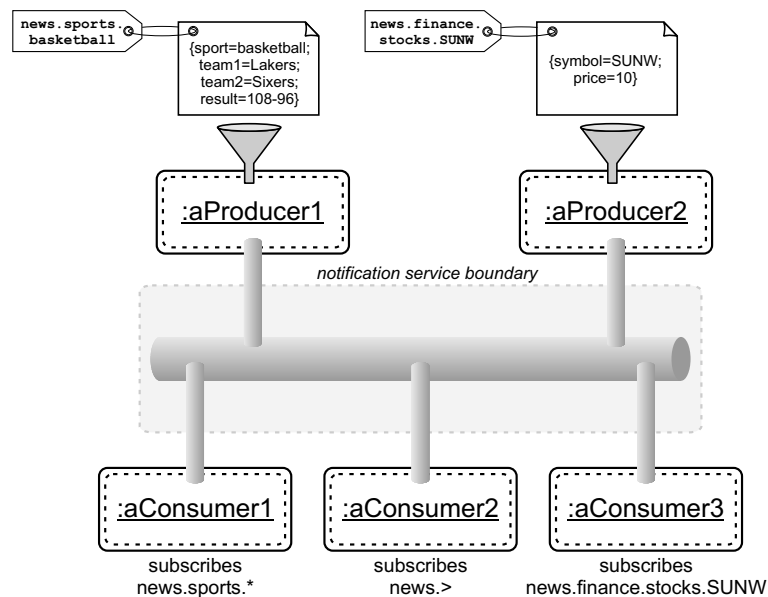 news.sports.
basketball
{sport=basketball;
team1=Lakers;
team2=Sixers;
result=108-96}
news.finance.
stocks.SUNW
{symbol=SUNW;
price=10}
:aProducer1
:aProducer2
notification service boundary
:aConsumer1
:aConsumer2
:aConsumer3
subscribes
news.sports.*
subscribes
news.>
subscribes
news.finance.stocks.SUNW